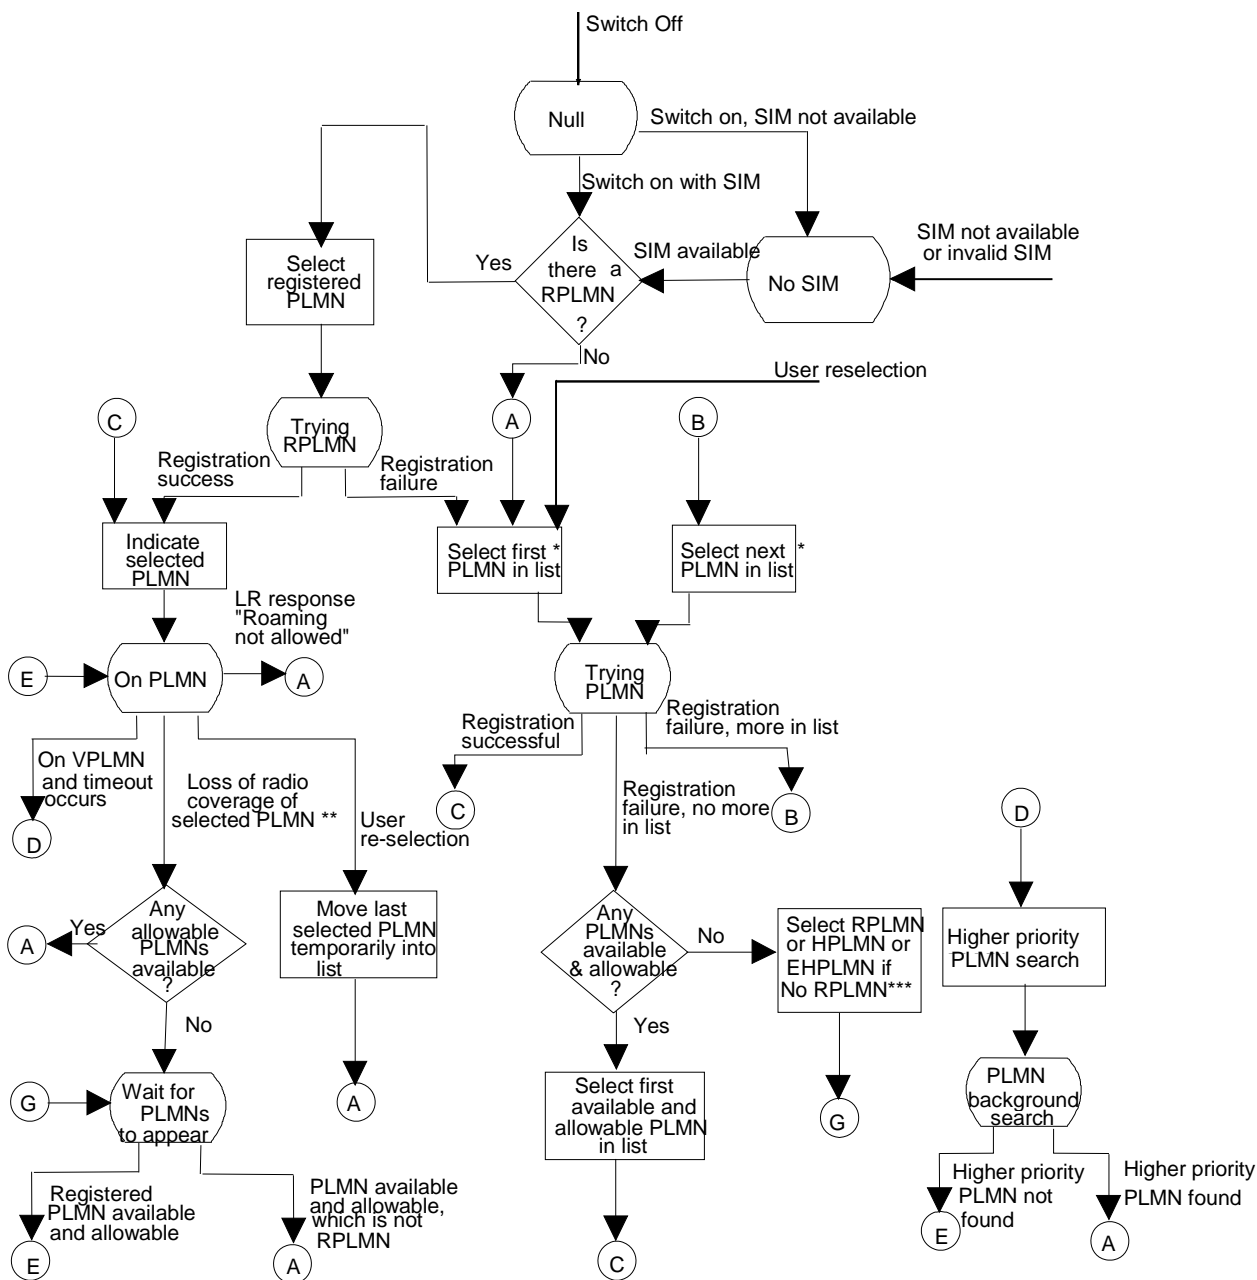 Switch Off
Null
Switch on, SIM not available
Switch on with SIM
SIM not available
or invalid SIM
Is
there a
RPLMN
?
SIM available
No SIM
Yes
Select
registered
PLMN
No
User reselection
C
Trying
RPLMN
A
B
Registration
success
Registration
failure
Indicate
selected
PLMN
Select first *
PLMN in list
Select next *
PLMN in list
LR response
"Roaming
not allowed"
E
On PLMN
A
Trying
PLMN
Registration
successful
Registration
failure, more in list
On VPLMN
and timeout
occurs
Loss of radio
coverage of
selected PLMN **
User
re-selection
Registration
failure, no more
in list
D
C
B
D
A
Yes
Any
allowable
PLMNs
available
?
Move last
selected PLMN
temporarily into
list
Any
PLMNs
available
& allowable
?
No
Select RPLMN
or HPLMN or
EHPLMN if
No RPLMN***
Higher priority
PLMN search
No
Yes
G
Wait for
PLMNs
to appear
A
Select first
available and
allowable PLMN
in list
G
PLMN
background
search
Registered
PLMN available
and allowable
PLMN available
and allowable,
which is not
RPLMN
Higher priority
PLMN not
found
Higher priority
PLMN found
E
A
C
E
A